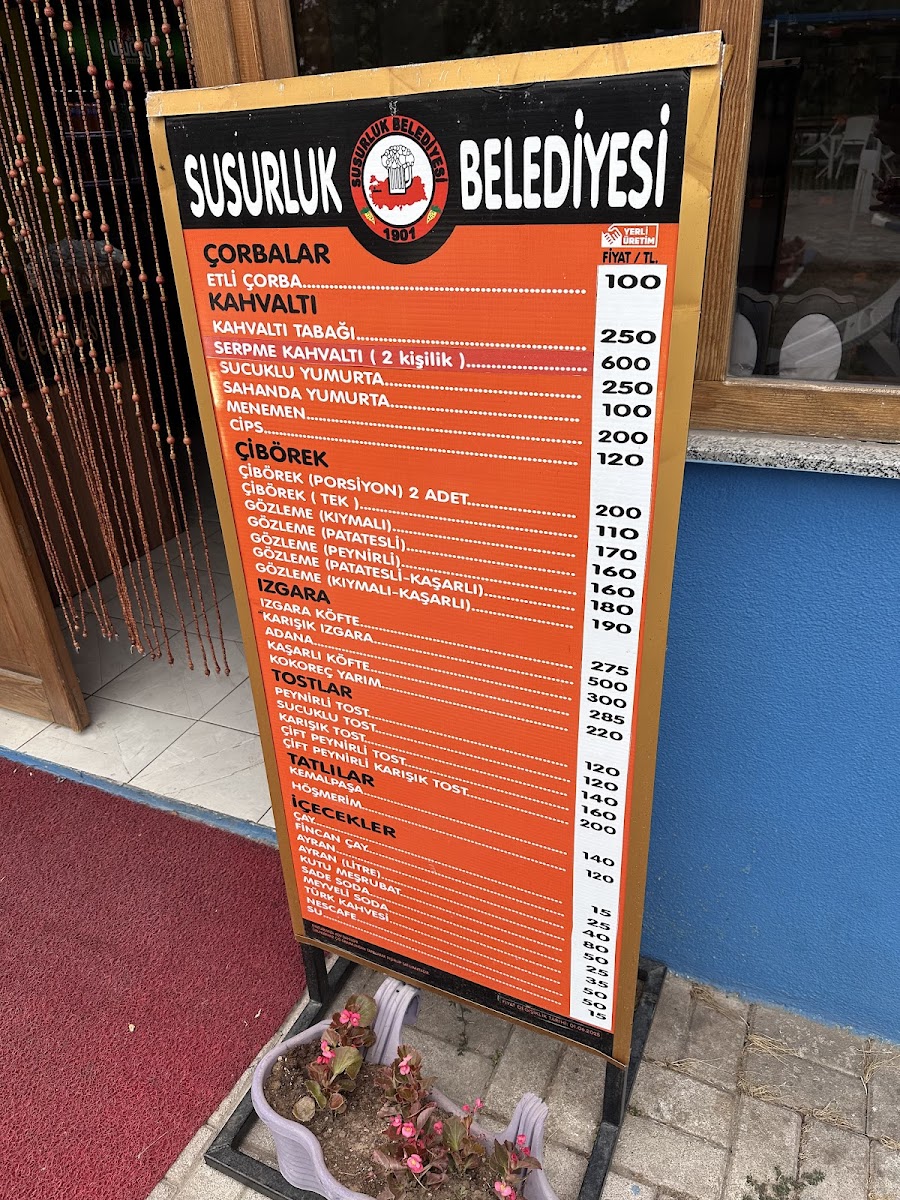 SUSURLUK BELEDİYESİ
SUSURLUK BELEDİYESİ
1901
YERLİ
ÜRETİM
ÇORBALAR FİYAT / TL.
ETLİ ÇORBA 100
KAHVALTI
KAHVALTI TABAĞI 250
SERPME KAHVALTI ( 2 kişilik ) 600
SUCUKLU YUMURTA 250
SAHANDA YUMURTA 100
MENEMEN 200
CİPS 120
ÇİBÖREK
ÇİBÖREK (PORSİYON) 2 ADET 200
ÇİBÖREK ( TEK ) 110
GÖZLEME (KIYMALI) 170
GÖZLEME (PATATESLİ) 160
GÖZLEME (PEYNİRLİ) 160
GÖZLEME (PATATESLİ-KAŞARLI) 180
GÖZLEME (KIYMALI-KAŞARLI) 190
IZGARA
IZGARA KÖFTE 275
KARIŞIK IZGARA 500
ADANA 300
KAŞARLI KÖFTE 285
KOKOREÇ YARIM 220
TOSTLAR
PEYNİRLİ TOST 120
SUCUKLU TOST 120
KARIŞIK TOST 140
ÇİFT PEYNİRLİ TOST 160
ÇİFT PEYNİRLİ KARIŞIK TOST 200
TATLILAR
KEMALPAŞA 140
HÖŞMERİM 120
İÇECEKLER
ÇAY 15
FİNCAN ÇAY 25
AYRAN 40
AYRAN (LİTRE) 80
KUTU MEŞRUBAT 50
SADE SODA 25
MEYVELİ SODA 35
TÜRK KAHVESİ 50
NESCAFE 50
SU 15